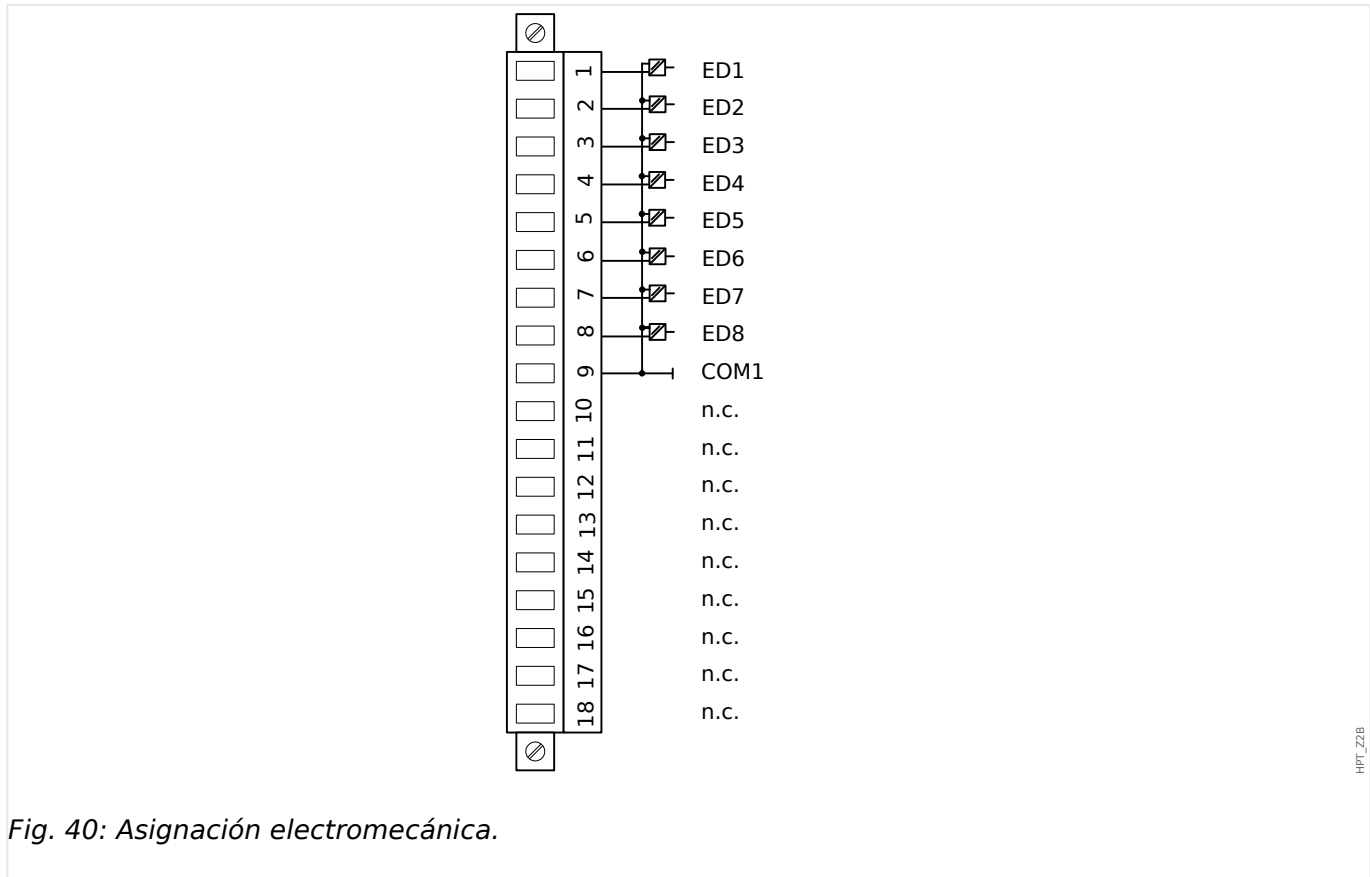 1 ED1
2 ED2
3 ED3
4 ED4
5 ED5
6 ED6
7 ED7
8 ED8
9 COM1
10 n.c.
11 n.c.
12 n.c.
13 n.c.
14 n.c.
15 n.c.
16 n.c.
17 n.c.
18 n.c.
HPT_Z2B
Fig. 40: Asignación electromecánica.